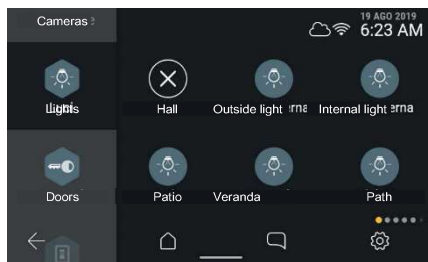 Cameras
19 AGO 2019
6:23 AM
Lights
Hall
Outside light
Internal light
Doors
Patio
Veranda
Path